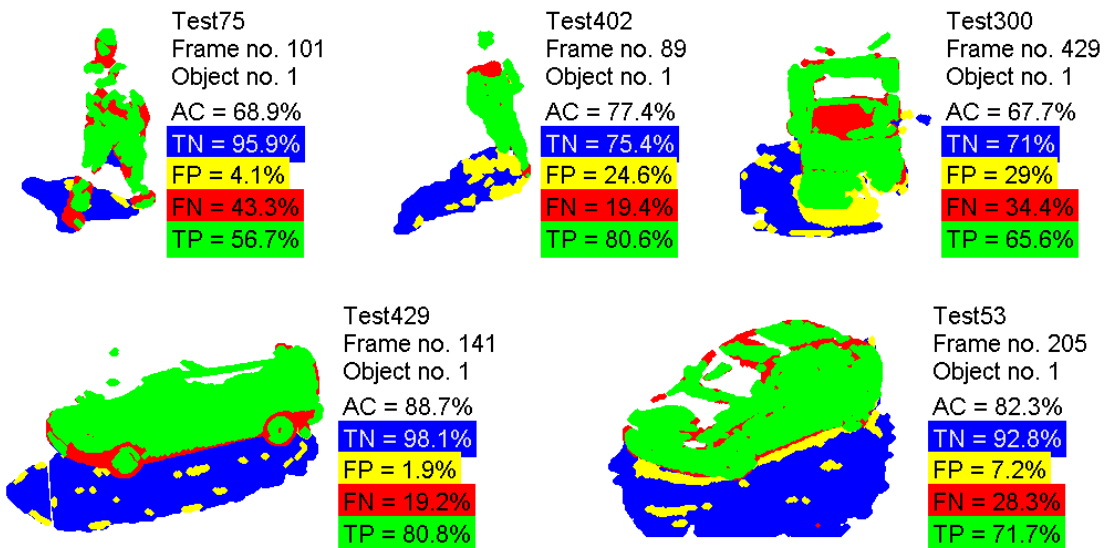 Test75
Frame no. 101
Object no. 1
AC = 68.9%
TN = 95.9%
FP = 4.1%
FN = 43.3%
TP = 56.7%
Test402
Frame no. 89
Object no. 1
AC = 77.4%
TN = 75.4%
FP = 24.6%
FN = 19.4%
TP = 80.6%
Test300
Frame no. 429
Object no. 1
AC = 67.7%
TN = 71%
FP = 29%
FN = 34.4%
TP = 65.6%
Test429
Frame no. 141
Object no. 1
AC = 88.7%
TN = 98.1%
FP = 1.9%
FN = 19.2%
TP = 80.8%
Test53
Frame no. 205
Object no. 1
AC = 82.3%
TN = 92.8%
FP = 7.2%
FN = 28.3%
TP = 71.7%